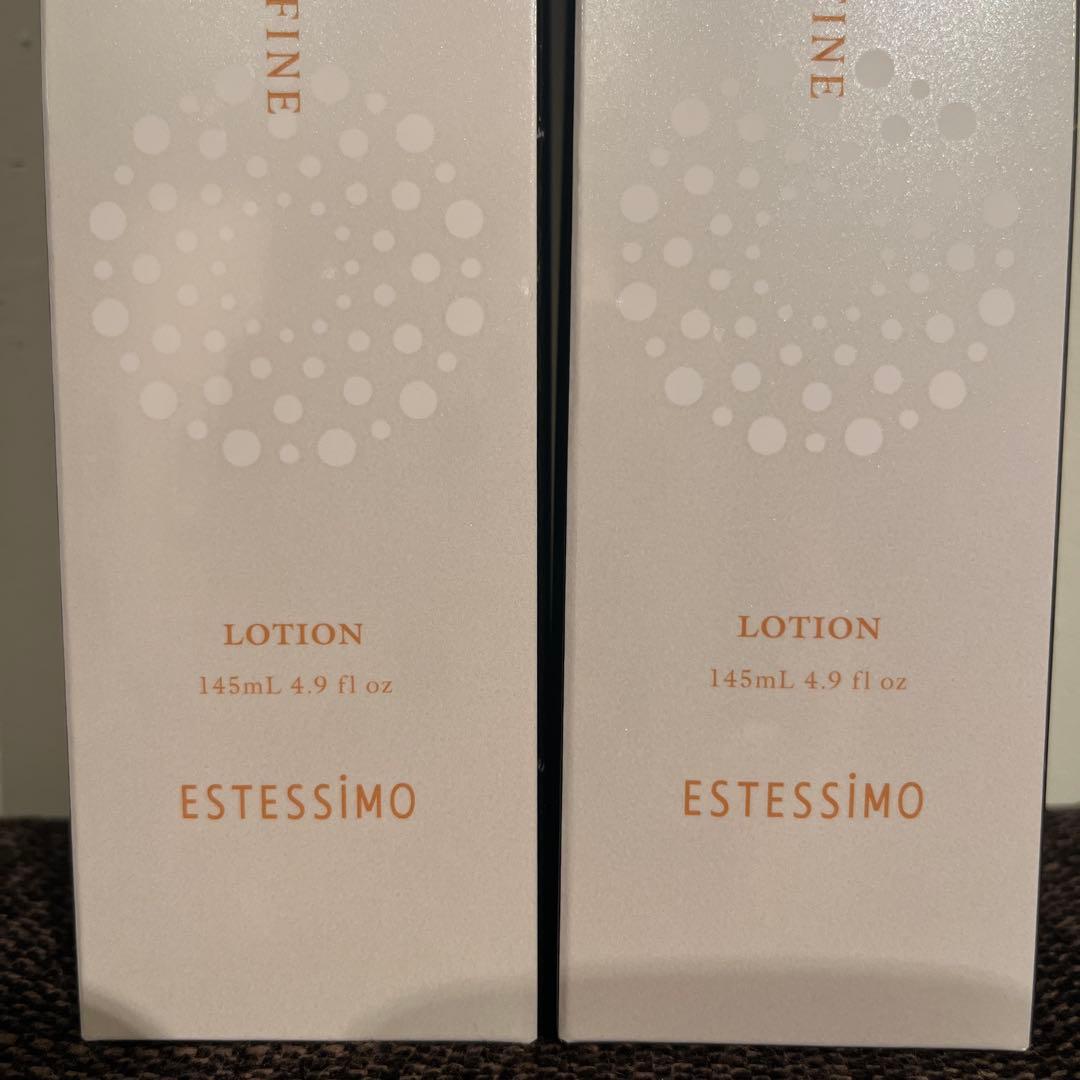 FINE
LOTION
145mL 4.9 fl oz
ESTESSiMO
FINE
LOTION
145mL 4.9 fl oz
ESTESSiMO